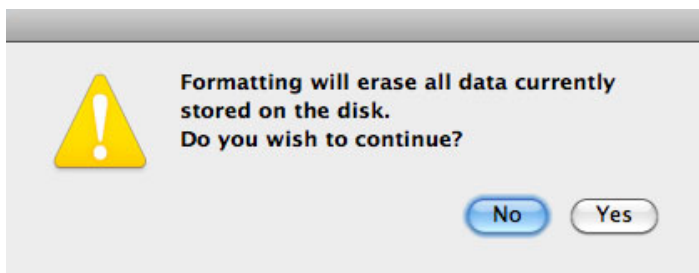 Formatting will erase all data currently
stored on the disk.
Do you wish to continue?
No Yes